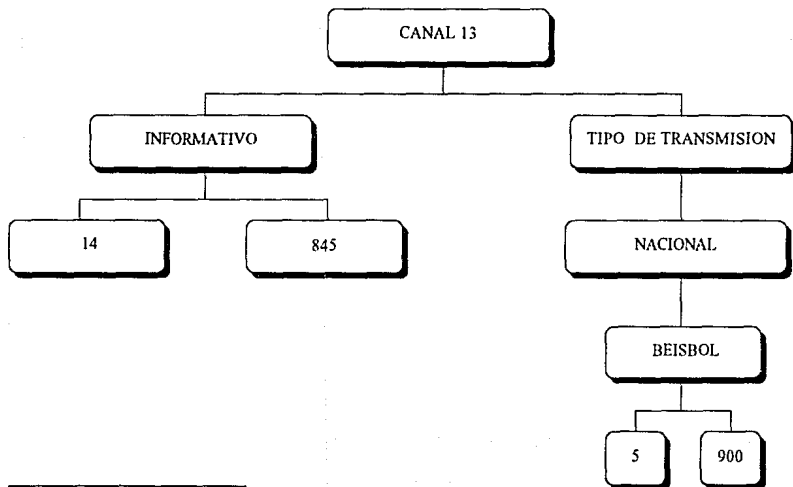 CANAL 13
INFORMATIVO
TIPO DE TRANSMISION
14
845
NACIONAL
BEISBOL
5
900